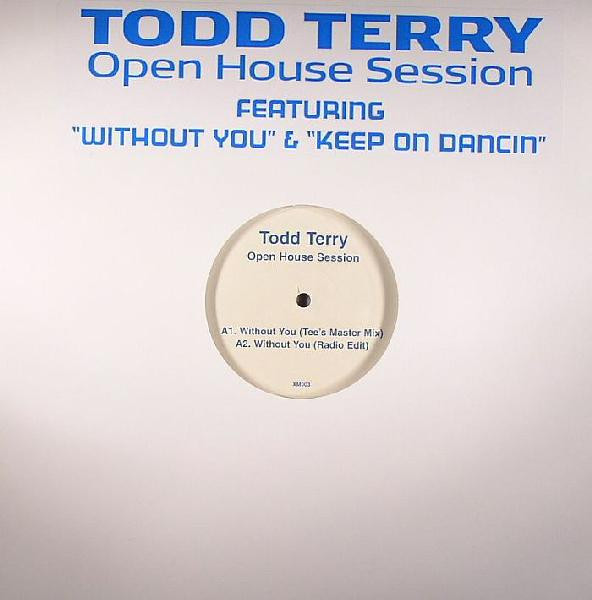 TODD TERRY
Open House Session
FEATURING
"WITHOUT YOU" & "KEEP ON DANCIN"
Todd Terry
Open House Session
A1. Without You (Tee's Master Mix)
A2. Without You (Radio Edit)